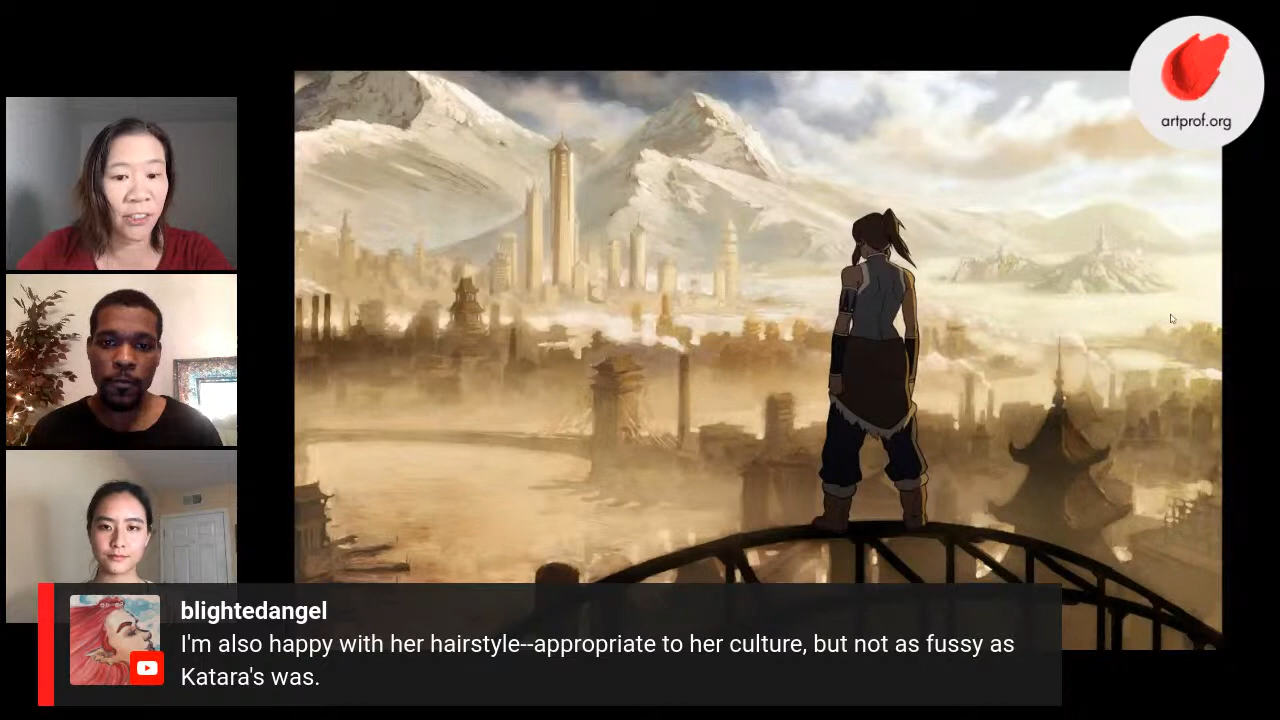 artprof.org
blightedangel
I'm also happy with her hairstyle--appropriate to her culture, but not as fussy as
Katara's was.